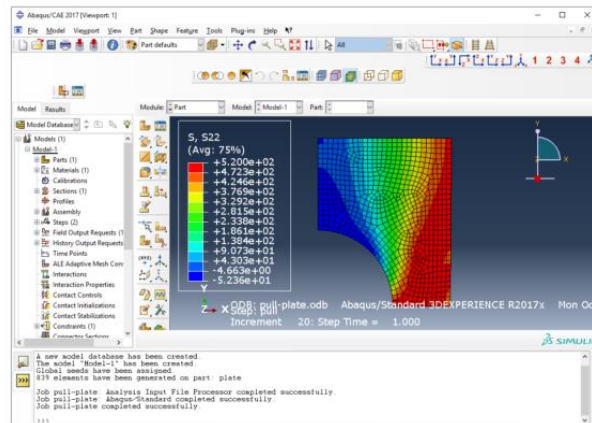 Abaqus/CAE 2017 [Viewport: 1]
File Model Viewport View Part Shape Feature Tools Plug-ins Help
Part defaults
All
1 2 3 4
Model Results
Module: Part Model: Model-1 Part:
Model Database
Models (1)
Model-1
Parts (1)
Materials (1)
Calibrations
Sections (1)
Profiles
Assembly
Steps (2)
Field Output Requests
History Output Requests
Time Points
ALE Adaptive Mesh Cons
Interactions
Interaction Properties
Contact Controls
Contact Initializations
Contact Stabilizations
Constraints (1)
Connector Sections
S, S22
(Avg: 75%)
+5.200e+02
+4.723e+02
+4.246e+02
+3.769e+02
+3.292e+02
+2.815e+02
+2.338e+02
+1.861e+02
+1.384e+02
+9.073e+01
+4.303e+01
-4.663e+00
-5.236e+01
Y
X
Z
Y
Z
X
ODB: pull-plate.odb Abaqus/Standard 3DEXPERIENCE R2017x Mon Oc
Step: pull
Increment 20: Step Time = 1.000
SIMULI
A new model database has been created.
The model "Model-1" has been created.
Global seeds have been assigned.
839 elements have been generated on part: plate
Job pull-plate: Analysis Input File Processor completed successfully.
Job pull-plate: Abaqus/Standard completed successfully.
Job pull-plate completed successfully.
>>>